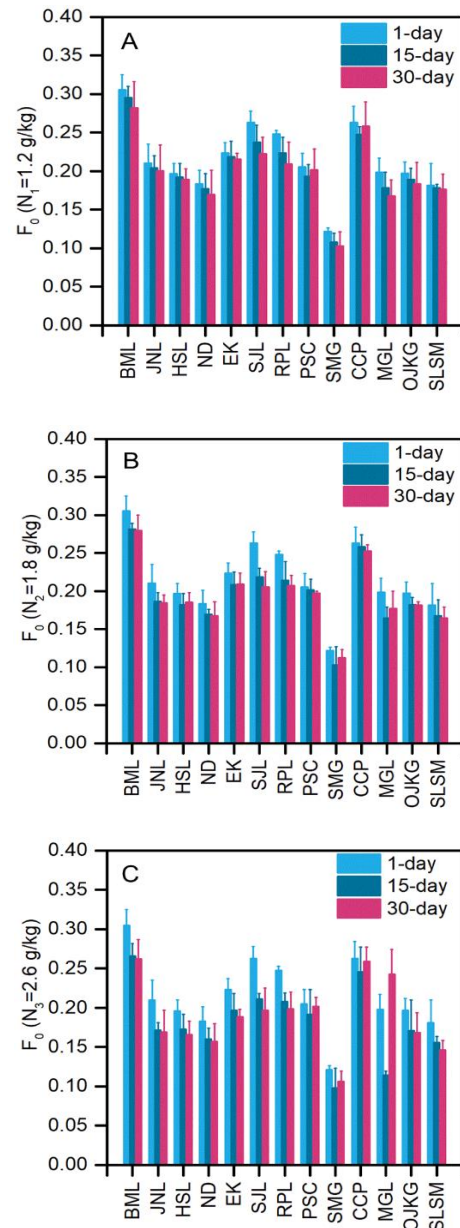 A
1-day
15-day
30-day
F₀ (N₁=1.2 g/kg)
0.40
0.35
0.30
0.25
0.20
0.15
0.10
0.05
0.00
BML JNL HSL ND EK SJL RPL PSC SMG CCP MGL OJKG SLSM
B
1-day
15-day
30-day
F₀ (N₂=1.8 g/kg)
0.40
0.35
0.30
0.25
0.20
0.15
0.10
0.05
0.00
BML JNL HSL ND EK SJL RPL PSC SMG CCP MGL OJKG SLSM
C
1-day
15-day
30-day
F₀ (N₃=2.6 g/kg)
0.40
0.35
0.30
0.25
0.20
0.15
0.10
0.05
0.00
BML JNL HSL ND EK SJL RPL PSC SMG CCP MGL OJKG SLSM